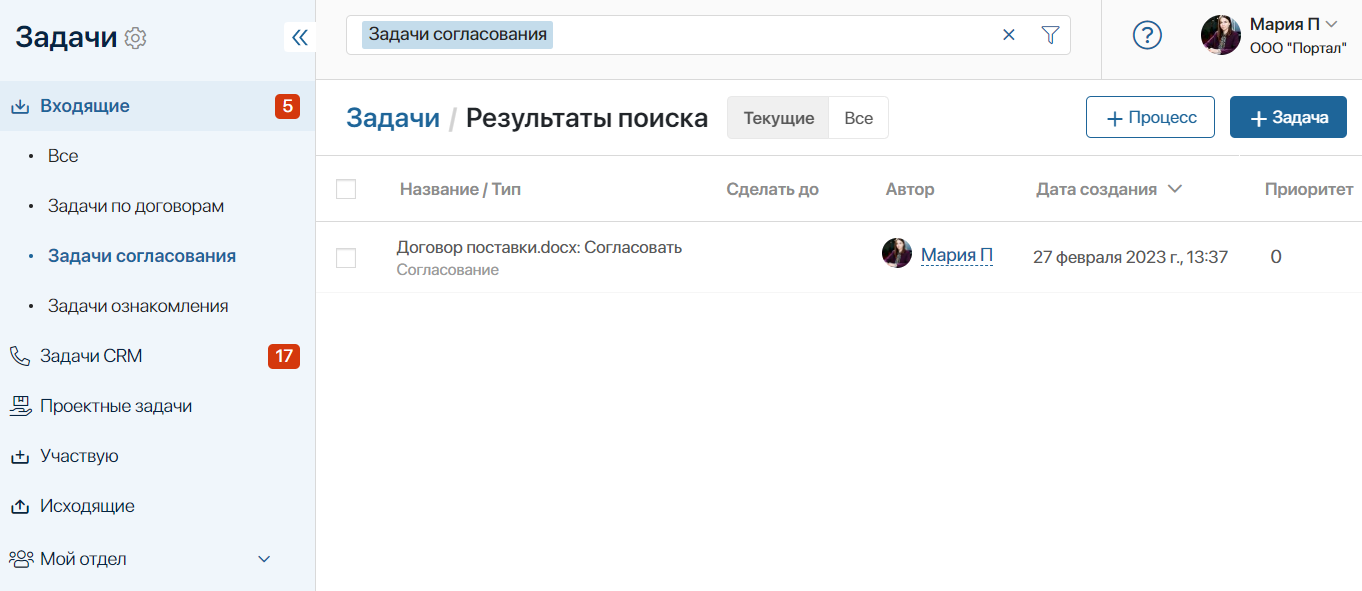 Задачи
Задачи согласования
?
Мария П
ООО "Портал"
Входящие 5
• Все
• Задачи по договорам
• Задачи согласования
• Задачи ознакомления
Задачи CRM 17
Проектные задачи
Участвую
Исходящие
Мой отдел
Задачи / Результаты поиска
Текущие Все
+ Процесс + Задача
Название / Тип Сделать до Автор Дата создания Приоритет
Договор поставки.docx: Согласовать
Согласование
Мария П 27 февраля 2023 г., 13:37 0